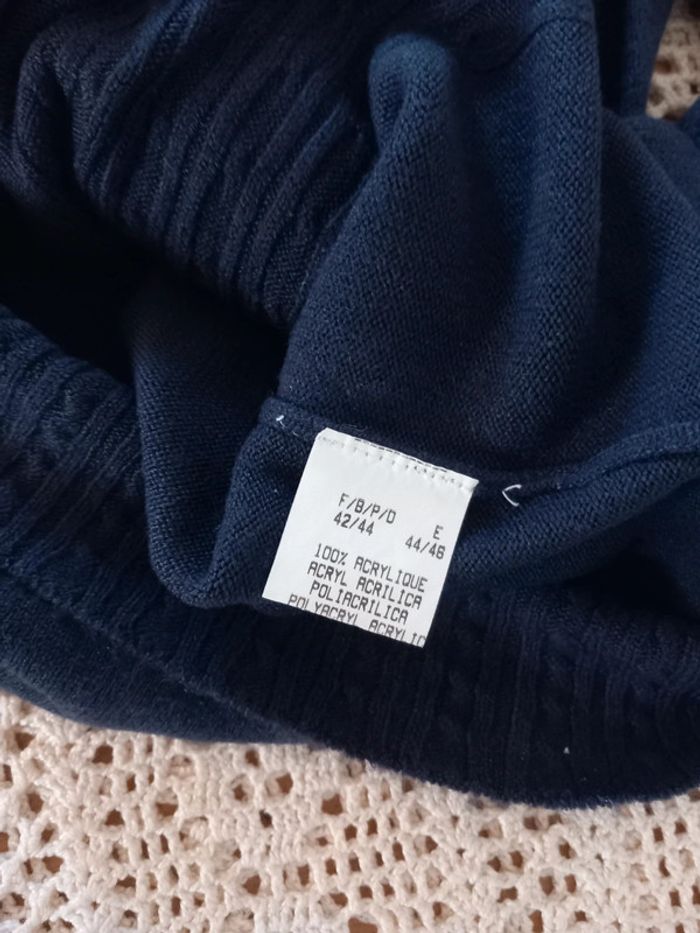 F/B/P/D E
42/44 44/46
100% ACRYLIQUE
ACRYL ACRILICA
POLIACRILICA
POLYACRYL ACRYLIC